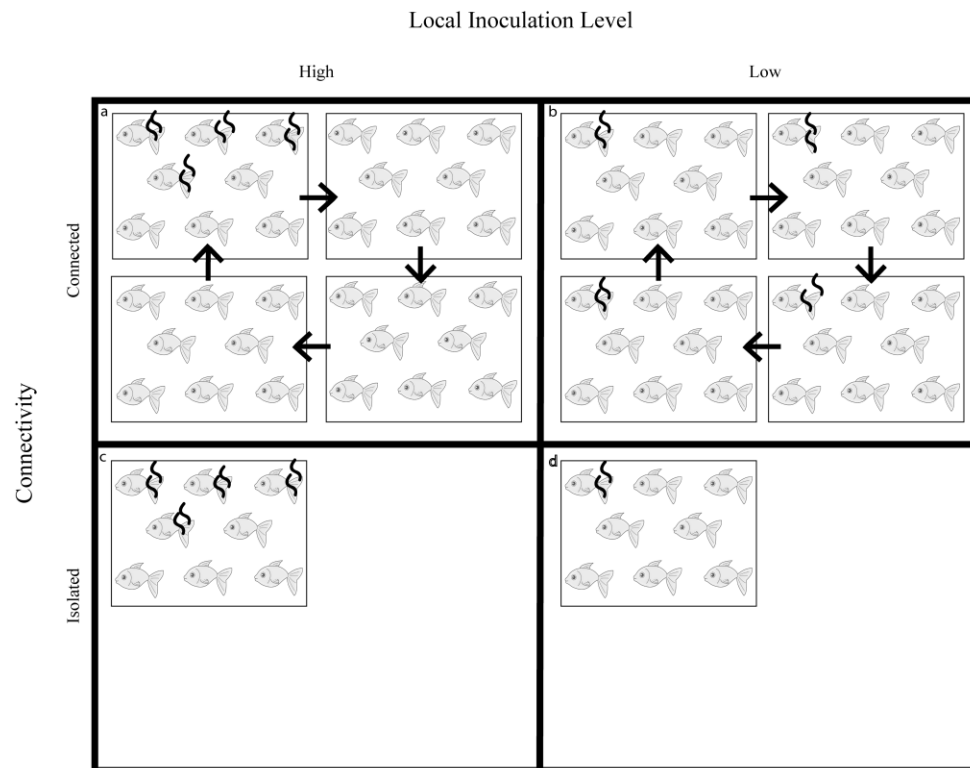 Local Inoculation Level
High
Low
a
b
Connected
Connectivity
c
d
Isolated